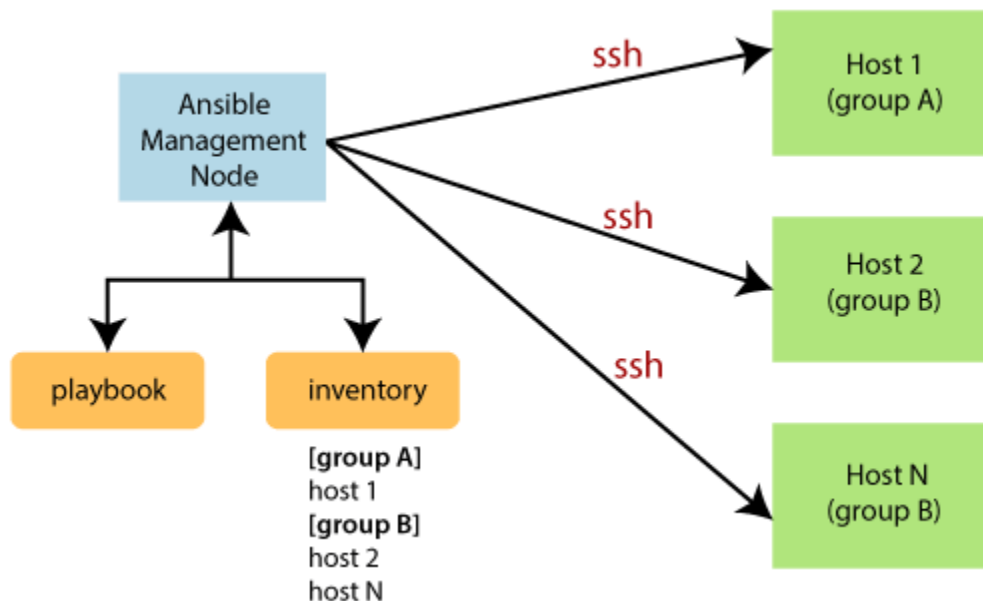 Ansible
Management
Node
ssh
ssh
ssh
Host 1
(group A)
Host 2
(group B)
Host N
(group B)
playbook
inventory
[group A]
host 1
[group B]
host 2
host N